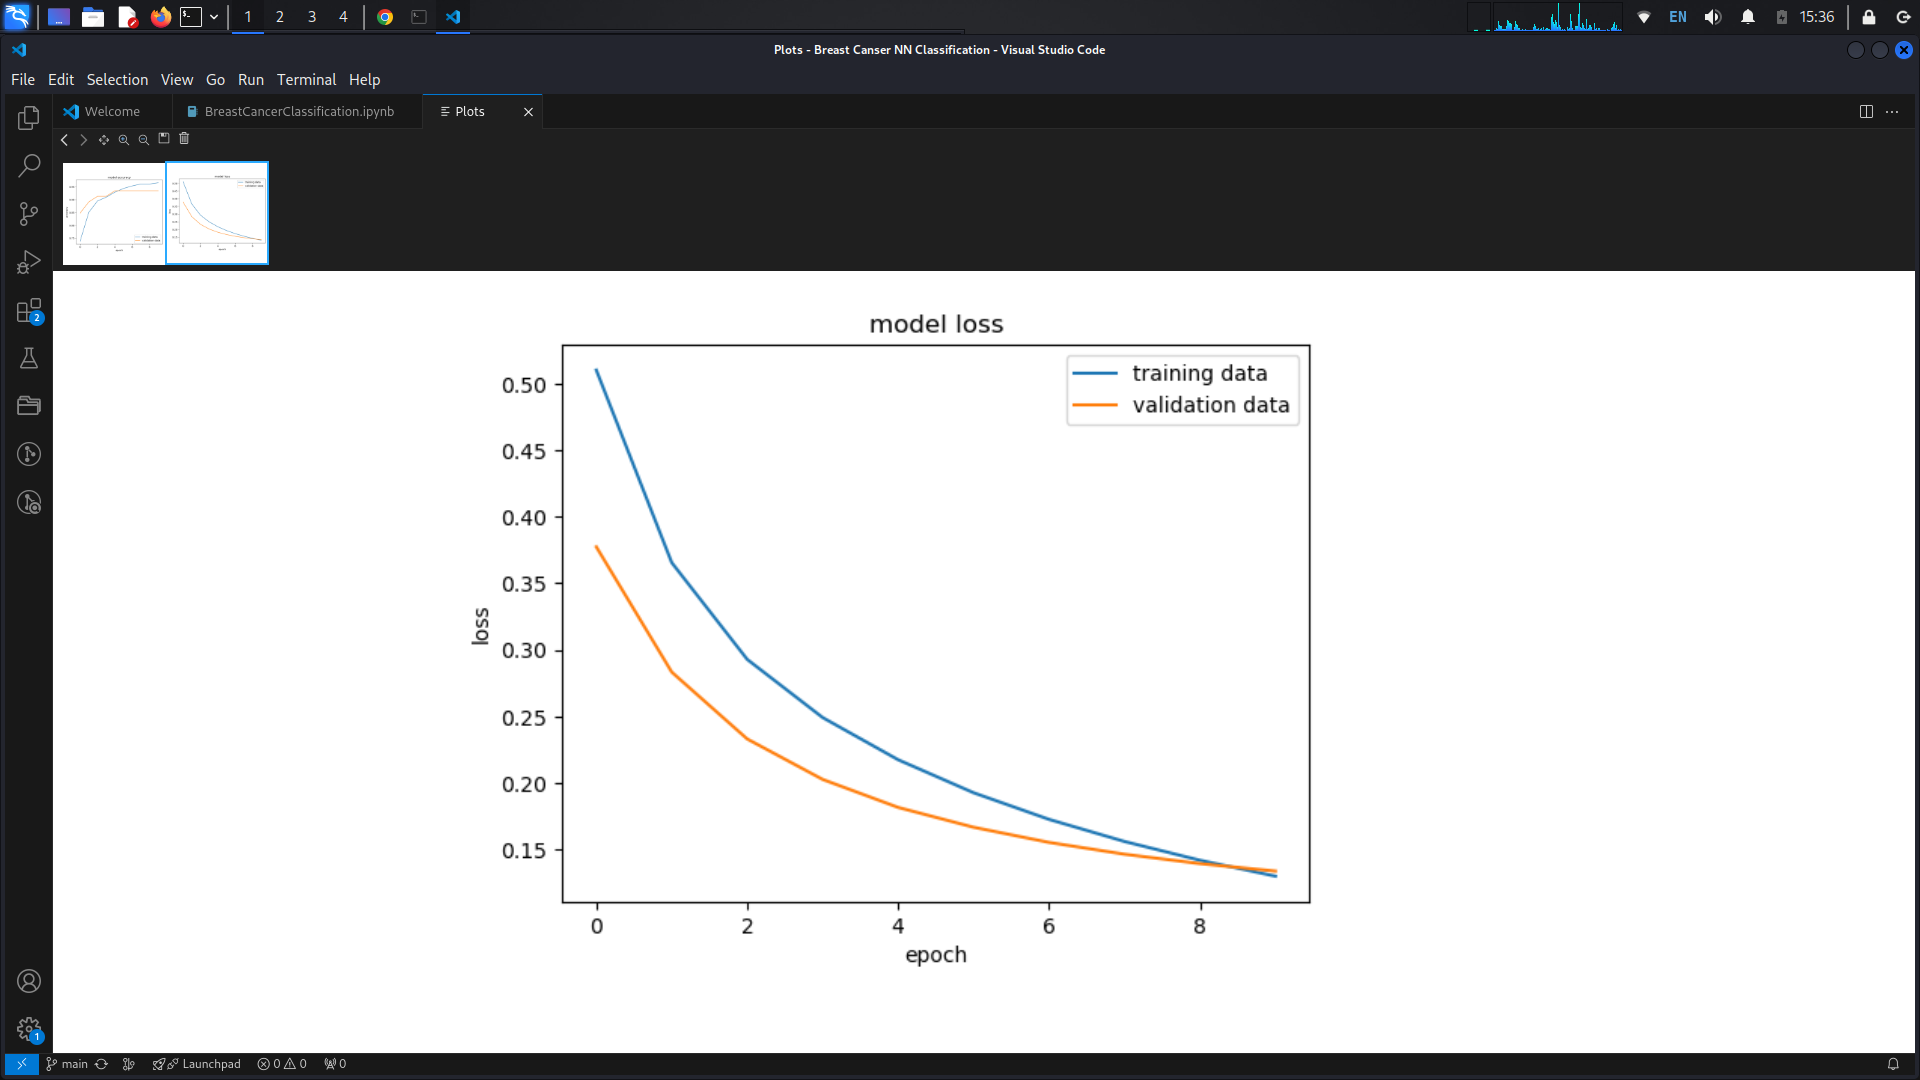 1 2 3 4 EN 15:36
Plots - Breast Canser NN Classification - Visual Studio Code
File Edit Selection View Go Run Terminal Help
Welcome BreastCancerClassification.ipynb Plots
model loss
training data
validation data
0.50
0.45
0.40
0.35
0.30
0.25
0.20
0.15
loss
0 2 4 6 8
epoch
2
1
main Launchpad 0 0 0